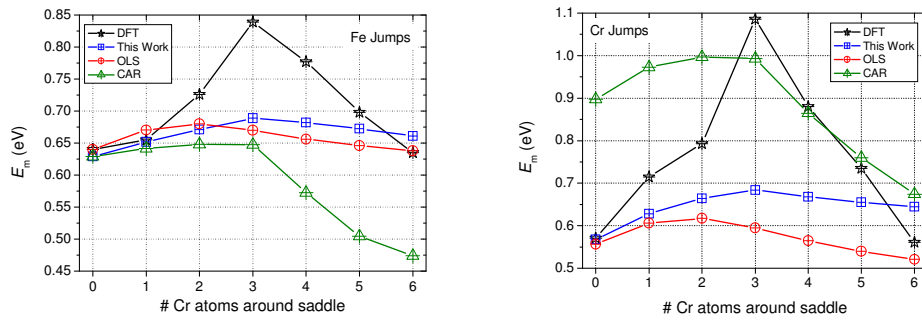 0.85
0.80
0.75
0.70
0.65
0.60
0.55
0.50
0.45
E_m (eV)
DFT
This Work
OLS
CAR
Fe Jumps
0 1 2 3 4 5 6
# Cr atoms around saddle
1.1
1.0
0.9
0.8
0.7
0.6
0.5
E_m (eV)
Cr Jumps
DFT
This Work
OLS
CAR
0 1 2 3 4 5 6
# Cr atoms around saddle